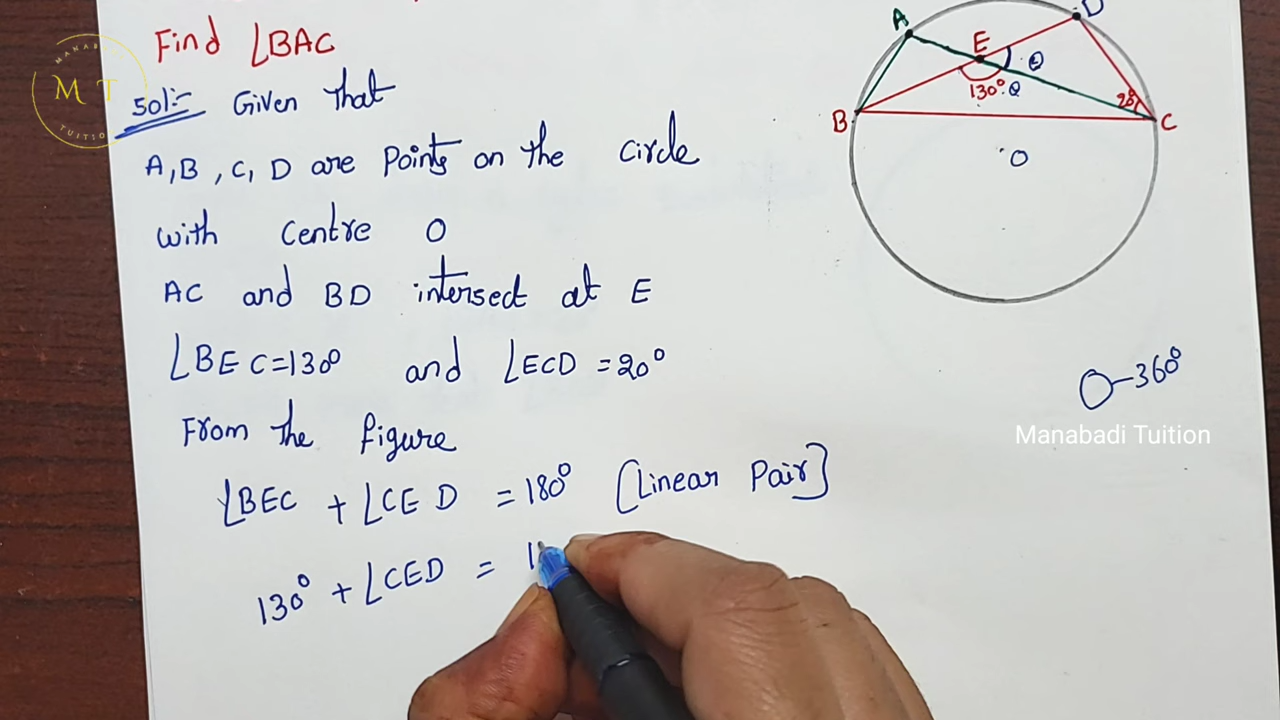 Find ∠BAC
MANABADI
M T
TUITION
Sol:- Given that
A, B, C, D are points on the circle
with centre O
AC and BD intersect at E
∠BEC=130° and ∠ECD=20°
From the figure
∠BEC + ∠CED = 180° [Linear Pair]
130° + ∠CED = 1
A
D
E
130°
20°
B
C
O
O-360°
Manabadi Tuition